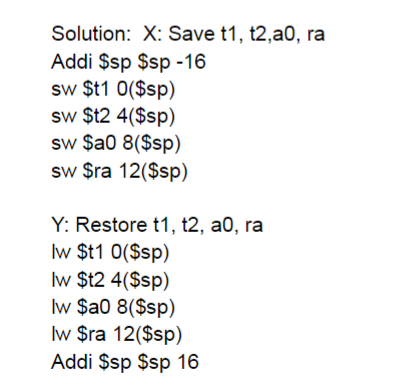 Solution:  X: Save t1, t2,a0, ra
Addi $sp $sp -16
sw $t1 0($sp)
sw $t2 4($sp)
sw $a0 8($sp)
sw $ra 12($sp)
Y: Restore t1, t2, a0, ra
lw $t1 0($sp)
lw $t2 4($sp)
lw $a0 8($sp)
lw $ra 12($sp)
Addi $sp $sp 16